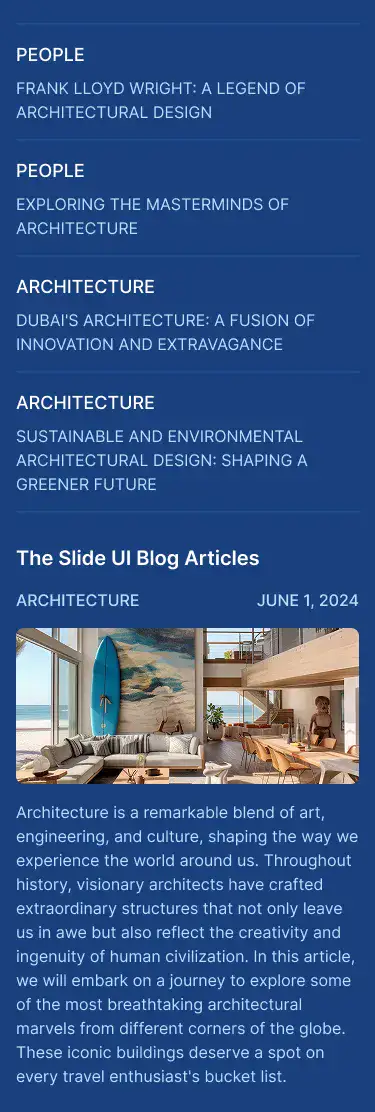 PEOPLE
FRANK LLOYD WRIGHT: A LEGEND OF
ARCHITECTURAL DESIGN
PEOPLE
EXPLORING THE MASTERMINDS OF
ARCHITECTURE
ARCHITECTURE
DUBAI'S ARCHITECTURE: A FUSION OF
INNOVATION AND EXTRAVAGANCE
ARCHITECTURE
SUSTAINABLE AND ENVIRONMENTAL
ARCHITECTURAL DESIGN: SHAPING A
GREENER FUTURE
The Slide UI Blog Articles
ARCHITECTURE JUNE 1, 2024
Architecture is a remarkable blend of art,
engineering, and culture, shaping the way we
experience the world around us. Throughout
history, visionary architects have crafted
extraordinary structures that not only leave
us in awe but also reflect the creativity and
ingenuity of human civilization. In this article,
we will embark on a journey to explore some
of the most breathtaking architectural
marvels from different corners of the globe.
These iconic buildings deserve a spot on
every travel enthusiast's bucket list.